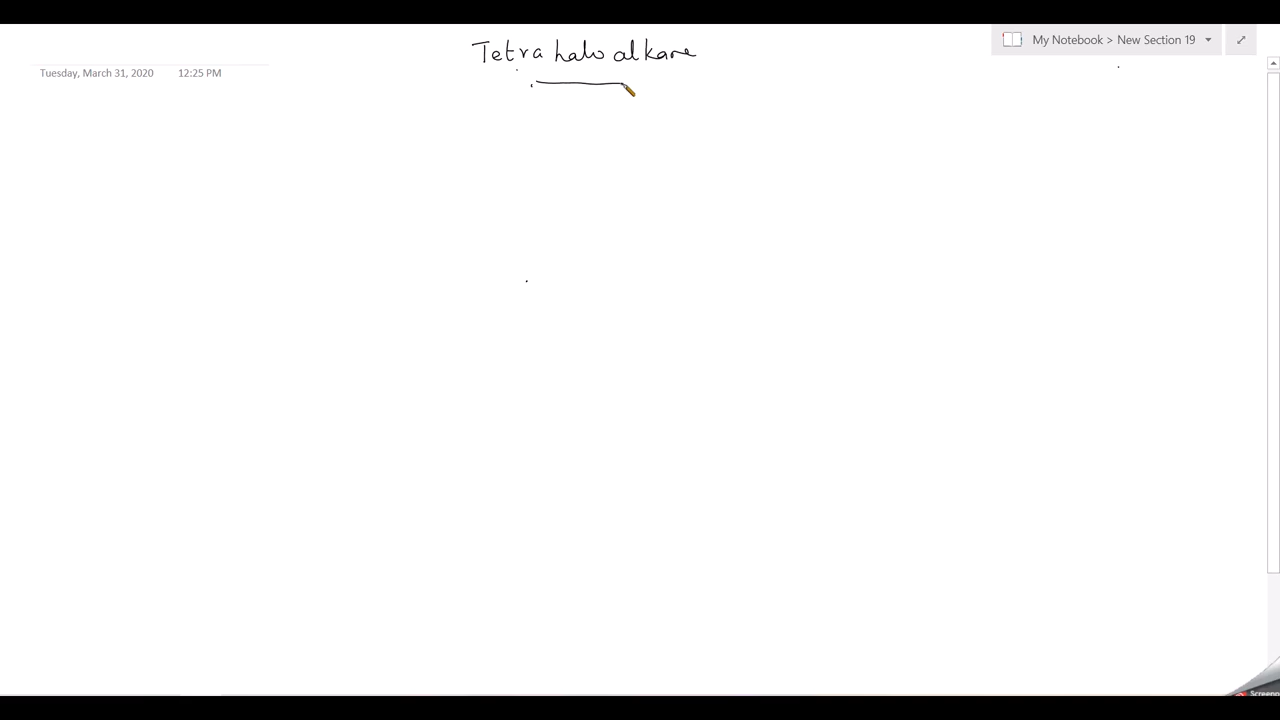 Tetra halo alkane
My Notebook > New Section 19
Tuesday, March 31, 2020 12:25 PM